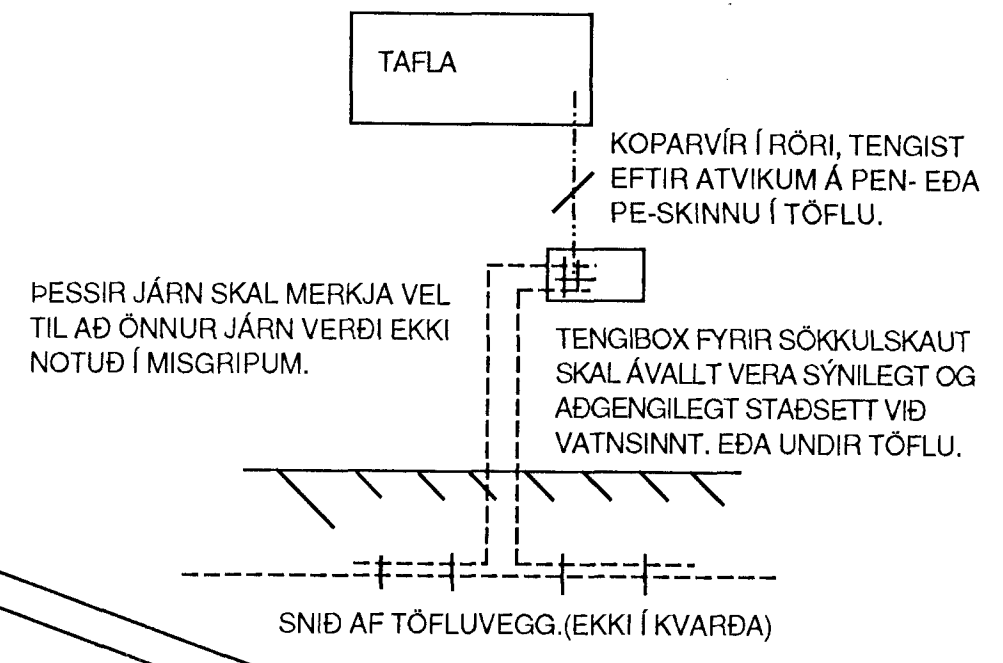 TAFLA
KOPARVÍR Í RÖRI, TENGIST
EFTIR ATVIKUM Á PEN- EÐA
PE-SKINNU Í TÖFLU.
ÞESSIR JÁRN SKAL MERKJA VEL
TIL AÐ ÖNNUR JÁRN VERÐI EKKI
NOTUÐ Í MISGRIPUM.
TENGIBOX FYRIR SÖKKULSKAUT
SKAL ÁVALLT VERA SÝNILEGT OG
AÐGENGILEGT STAÐSETT VIÐ
VATNSINNT. EÐA UNDIR TÖFLU.
SNIÐ AF TÖFLUVEGG.(EKKI Í KVARÐA)